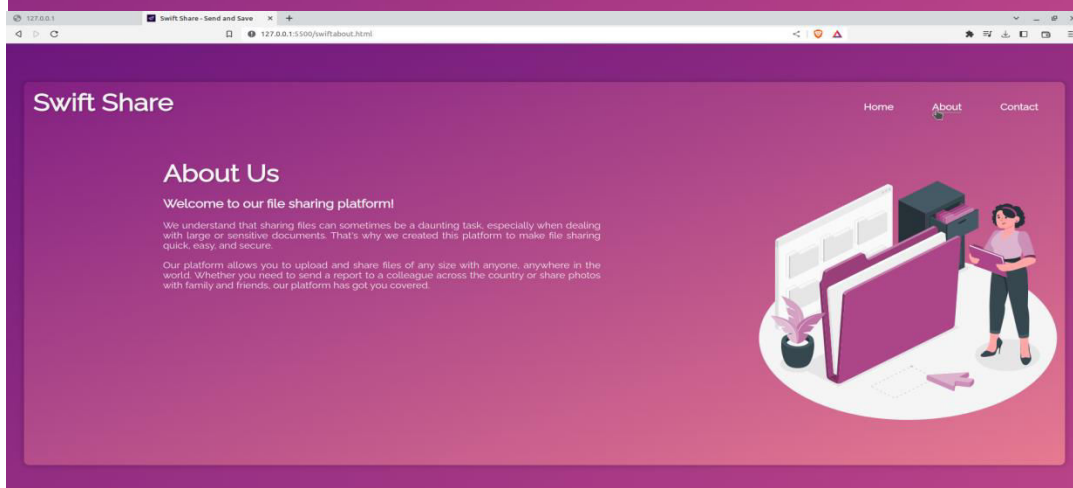 127.0.0.1
Swift Share - Send and Save
127.0.0.1:5500/swiftabout.html
Swift Share
Home
About
Contact
About Us
Welcome to our file sharing platform!
We understand that sharing files can sometimes be a daunting task, especially when dealing
with large or sensitive documents. That's why we created this platform to make file sharing
quick, easy, and secure.
Our platform allows you to upload and share files of any size with anyone, anywhere in the
world. Whether you need to send a report to a colleague across the country or share photos
with family and friends, our platform has got you covered.